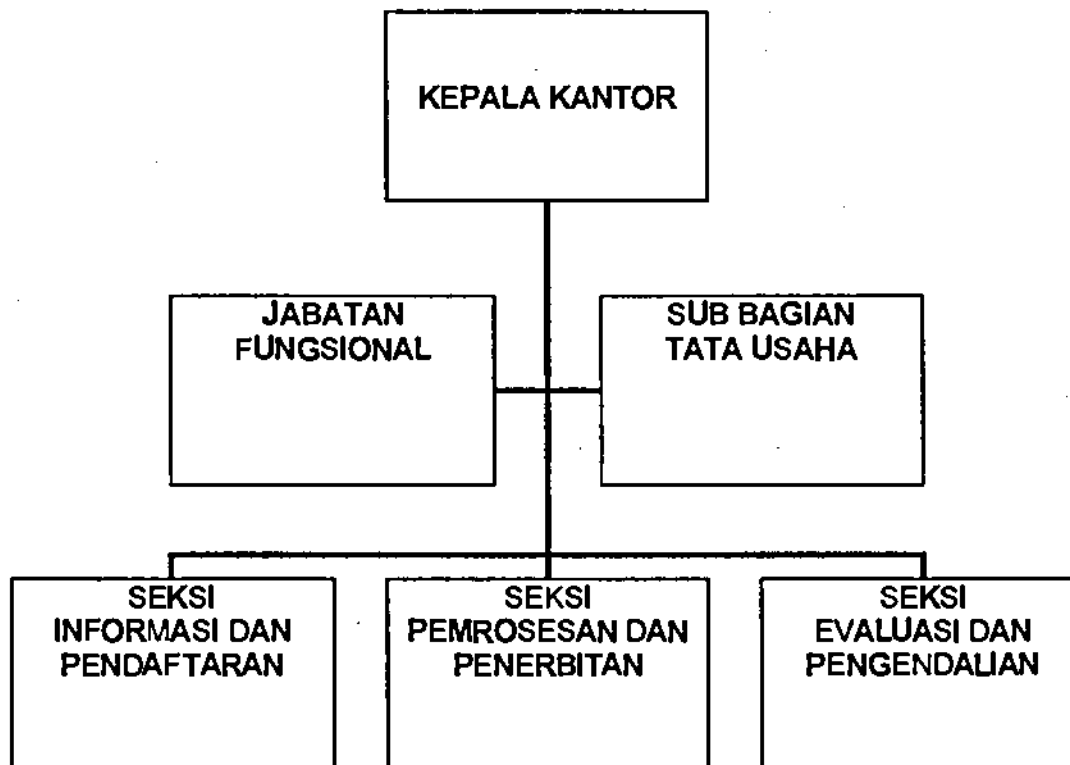 KEPALA KANTOR
JABATAN
FUNGSIONAL
SUB BAGIAN
TATA USAHA
SEKSI
INFORMASI DAN
PENDAFTARAN
SEKSI
PEMROSESAN DAN
PENERBITAN
SEKSI
EVALUASI DAN
PENGENDALIAN